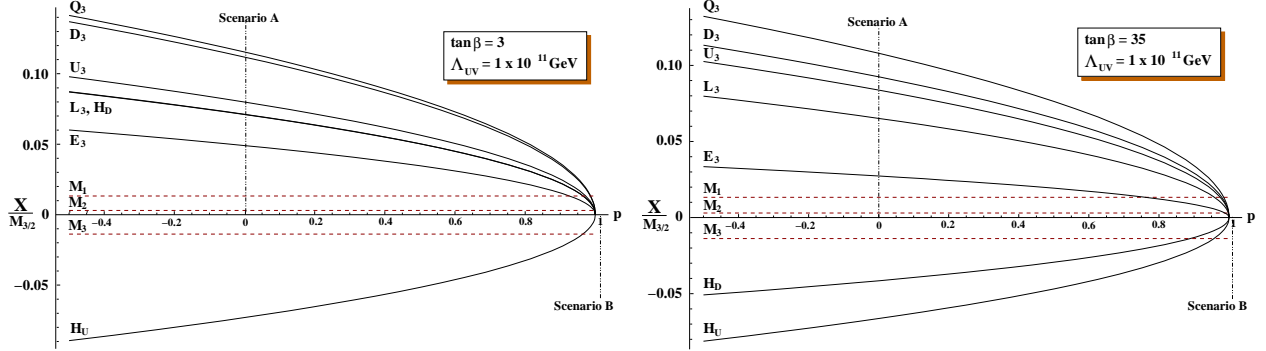 Q3
D3
U3
L3, HD
E3
M1
M2
M3
HU
0.10
0.05
0
−0.05
X
M3/2
−0.4
−0.2
0
0.2
0.4
0.6
0.8
1
p
Scenario A
Scenario B
tan β = 3
ΛUV = 1 x 10 11 GeV
Q3
D3
U3
L3
E3
M1
M2
M3
HD
HU
0.10
0.05
0
−0.05
X
M3/2
−0.4
−0.2
0
0.2
0.4
0.6
0.8
1
p
Scenario A
Scenario B
tan β = 35
ΛUV = 1 x 10 11 GeV